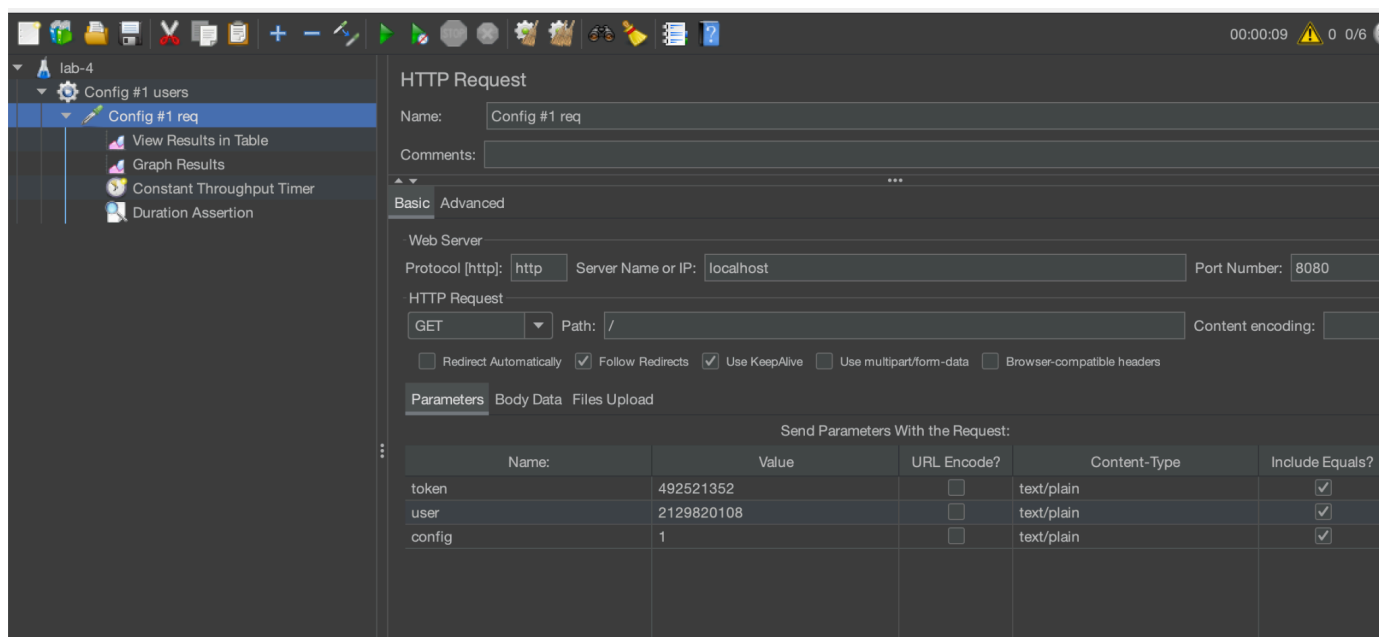 STOP
00:00:09 0 0/6
lab-4
Config #1 users
Config #1 req
View Results in Table
Graph Results
Constant Throughput Timer
Duration Assertion
HTTP Request
Name: Config #1 req
Comments:
Basic Advanced
Web Server
Protocol [http]: http Server Name or IP: localhost Port Number: 8080
HTTP Request
GET Path: / Content encoding:
Redirect Automatically Follow Redirects Use KeepAlive Use multipart/form-data Browser-compatible headers
Parameters Body Data Files Upload
Send Parameters With the Request:
Name: Value URL Encode? Content-Type Include Equals?
token 492521352 text/plain
user 2129820108 text/plain
config 1 text/plain